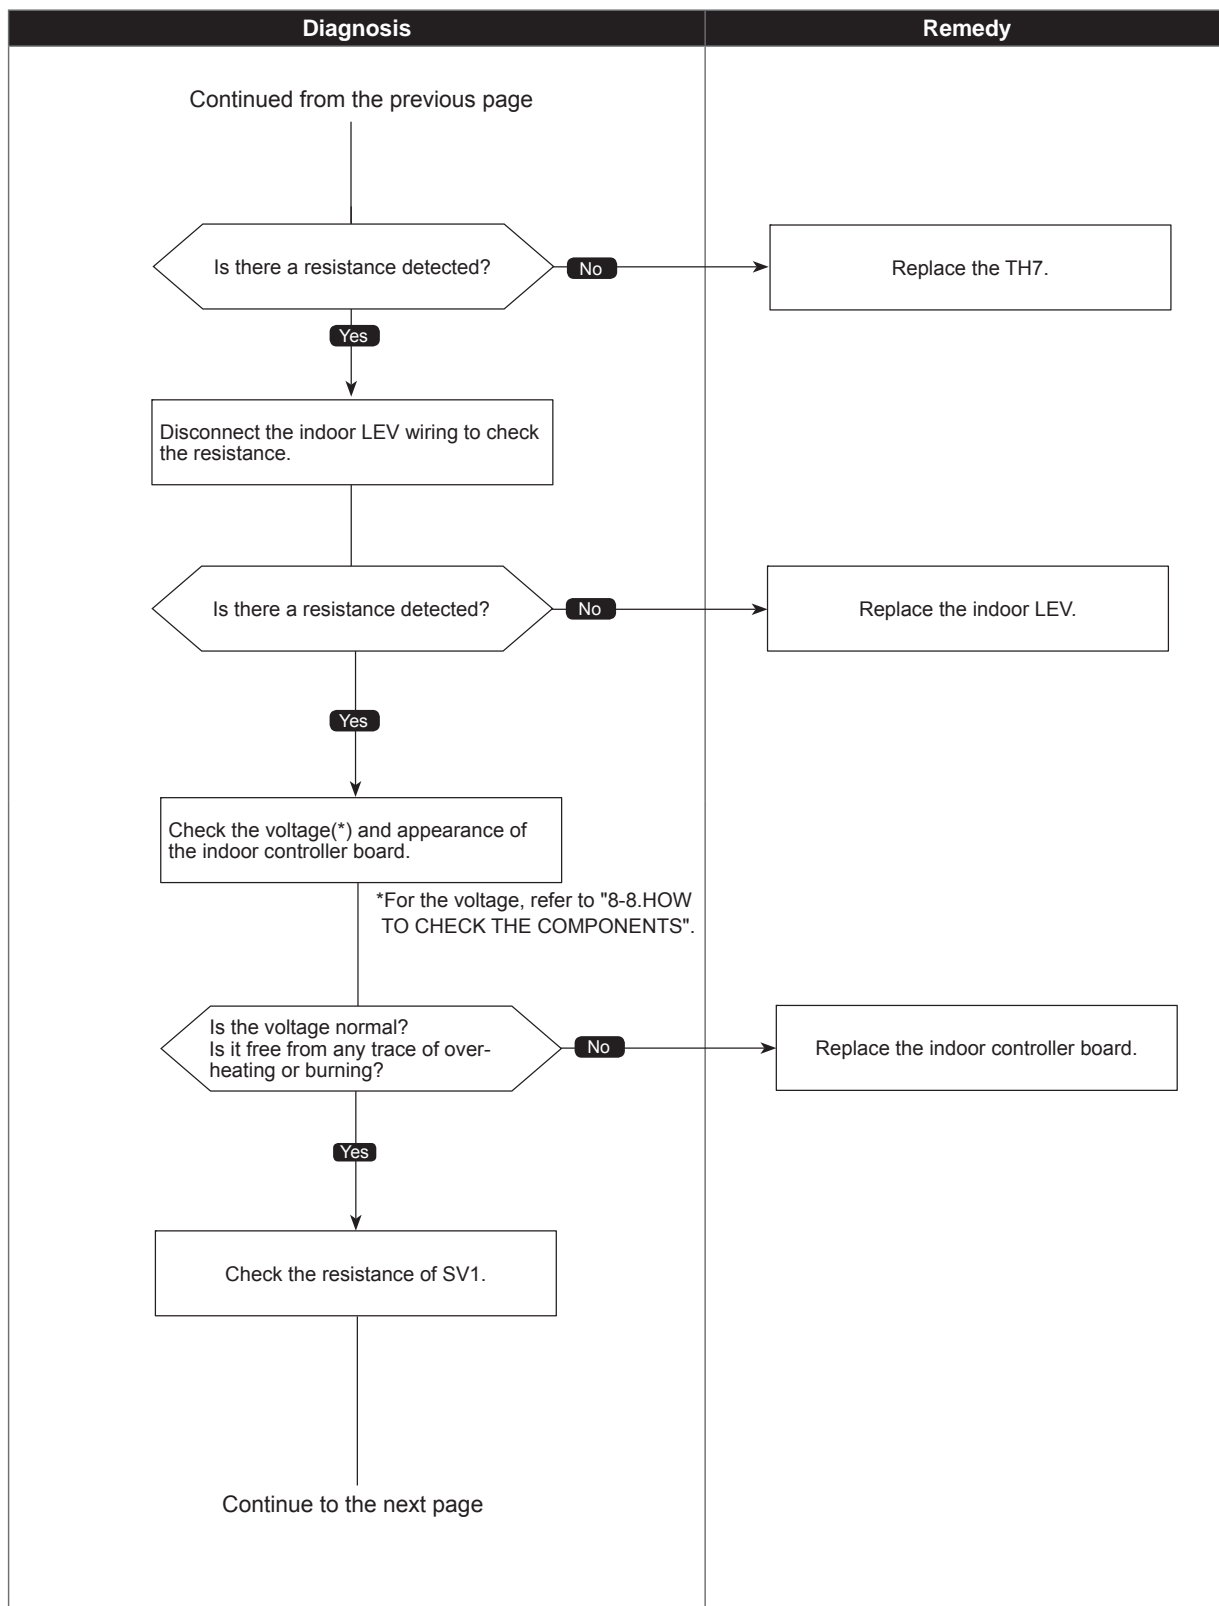 Diagnosis
Remedy
Continued from the previous page
Is there a resistance detected?
No
Replace the TH7.
Yes
Disconnect the indoor LEV wiring to check
the resistance.
Is there a resistance detected?
No
Replace the indoor LEV.
Yes
Check the voltage(*) and appearance of
the indoor controller board.
*For the voltage, refer to "8-8.HOW
TO CHECK THE COMPONENTS".
Is the voltage normal?
Is it free from any trace of over-
heating or burning?
No
Replace the indoor controller board.
Yes
Check the resistance of SV1.
Continue to the next page